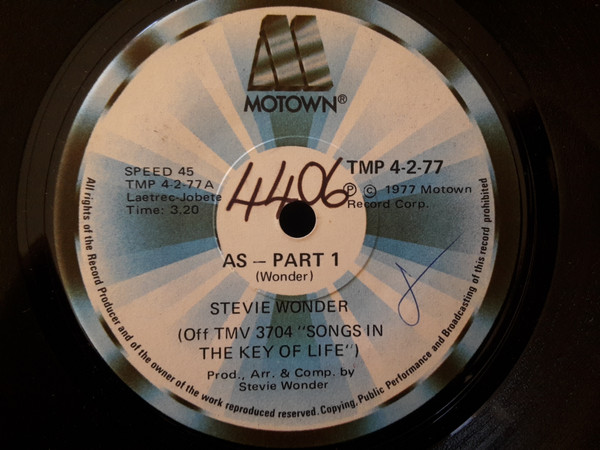 MOTOWN®
SPEED 45
TMP 4-2-77A
Laetrec-Jobete
Time: 3.20
4406
TMP 4-2-77
Ⓟ © 1977 Motown
Record Corp.
AS — PART 1
(Wonder)
STEVIE WONDER
(Off TMV 3704 "SONGS IN
THE KEY OF LIFE")
Prod., Arr. & Comp. by
Stevie Wonder
All rights of the Record Producer and of the owner of the work reproduced reserved. Copying, Public Performance and Broadcasting of this record prohibited